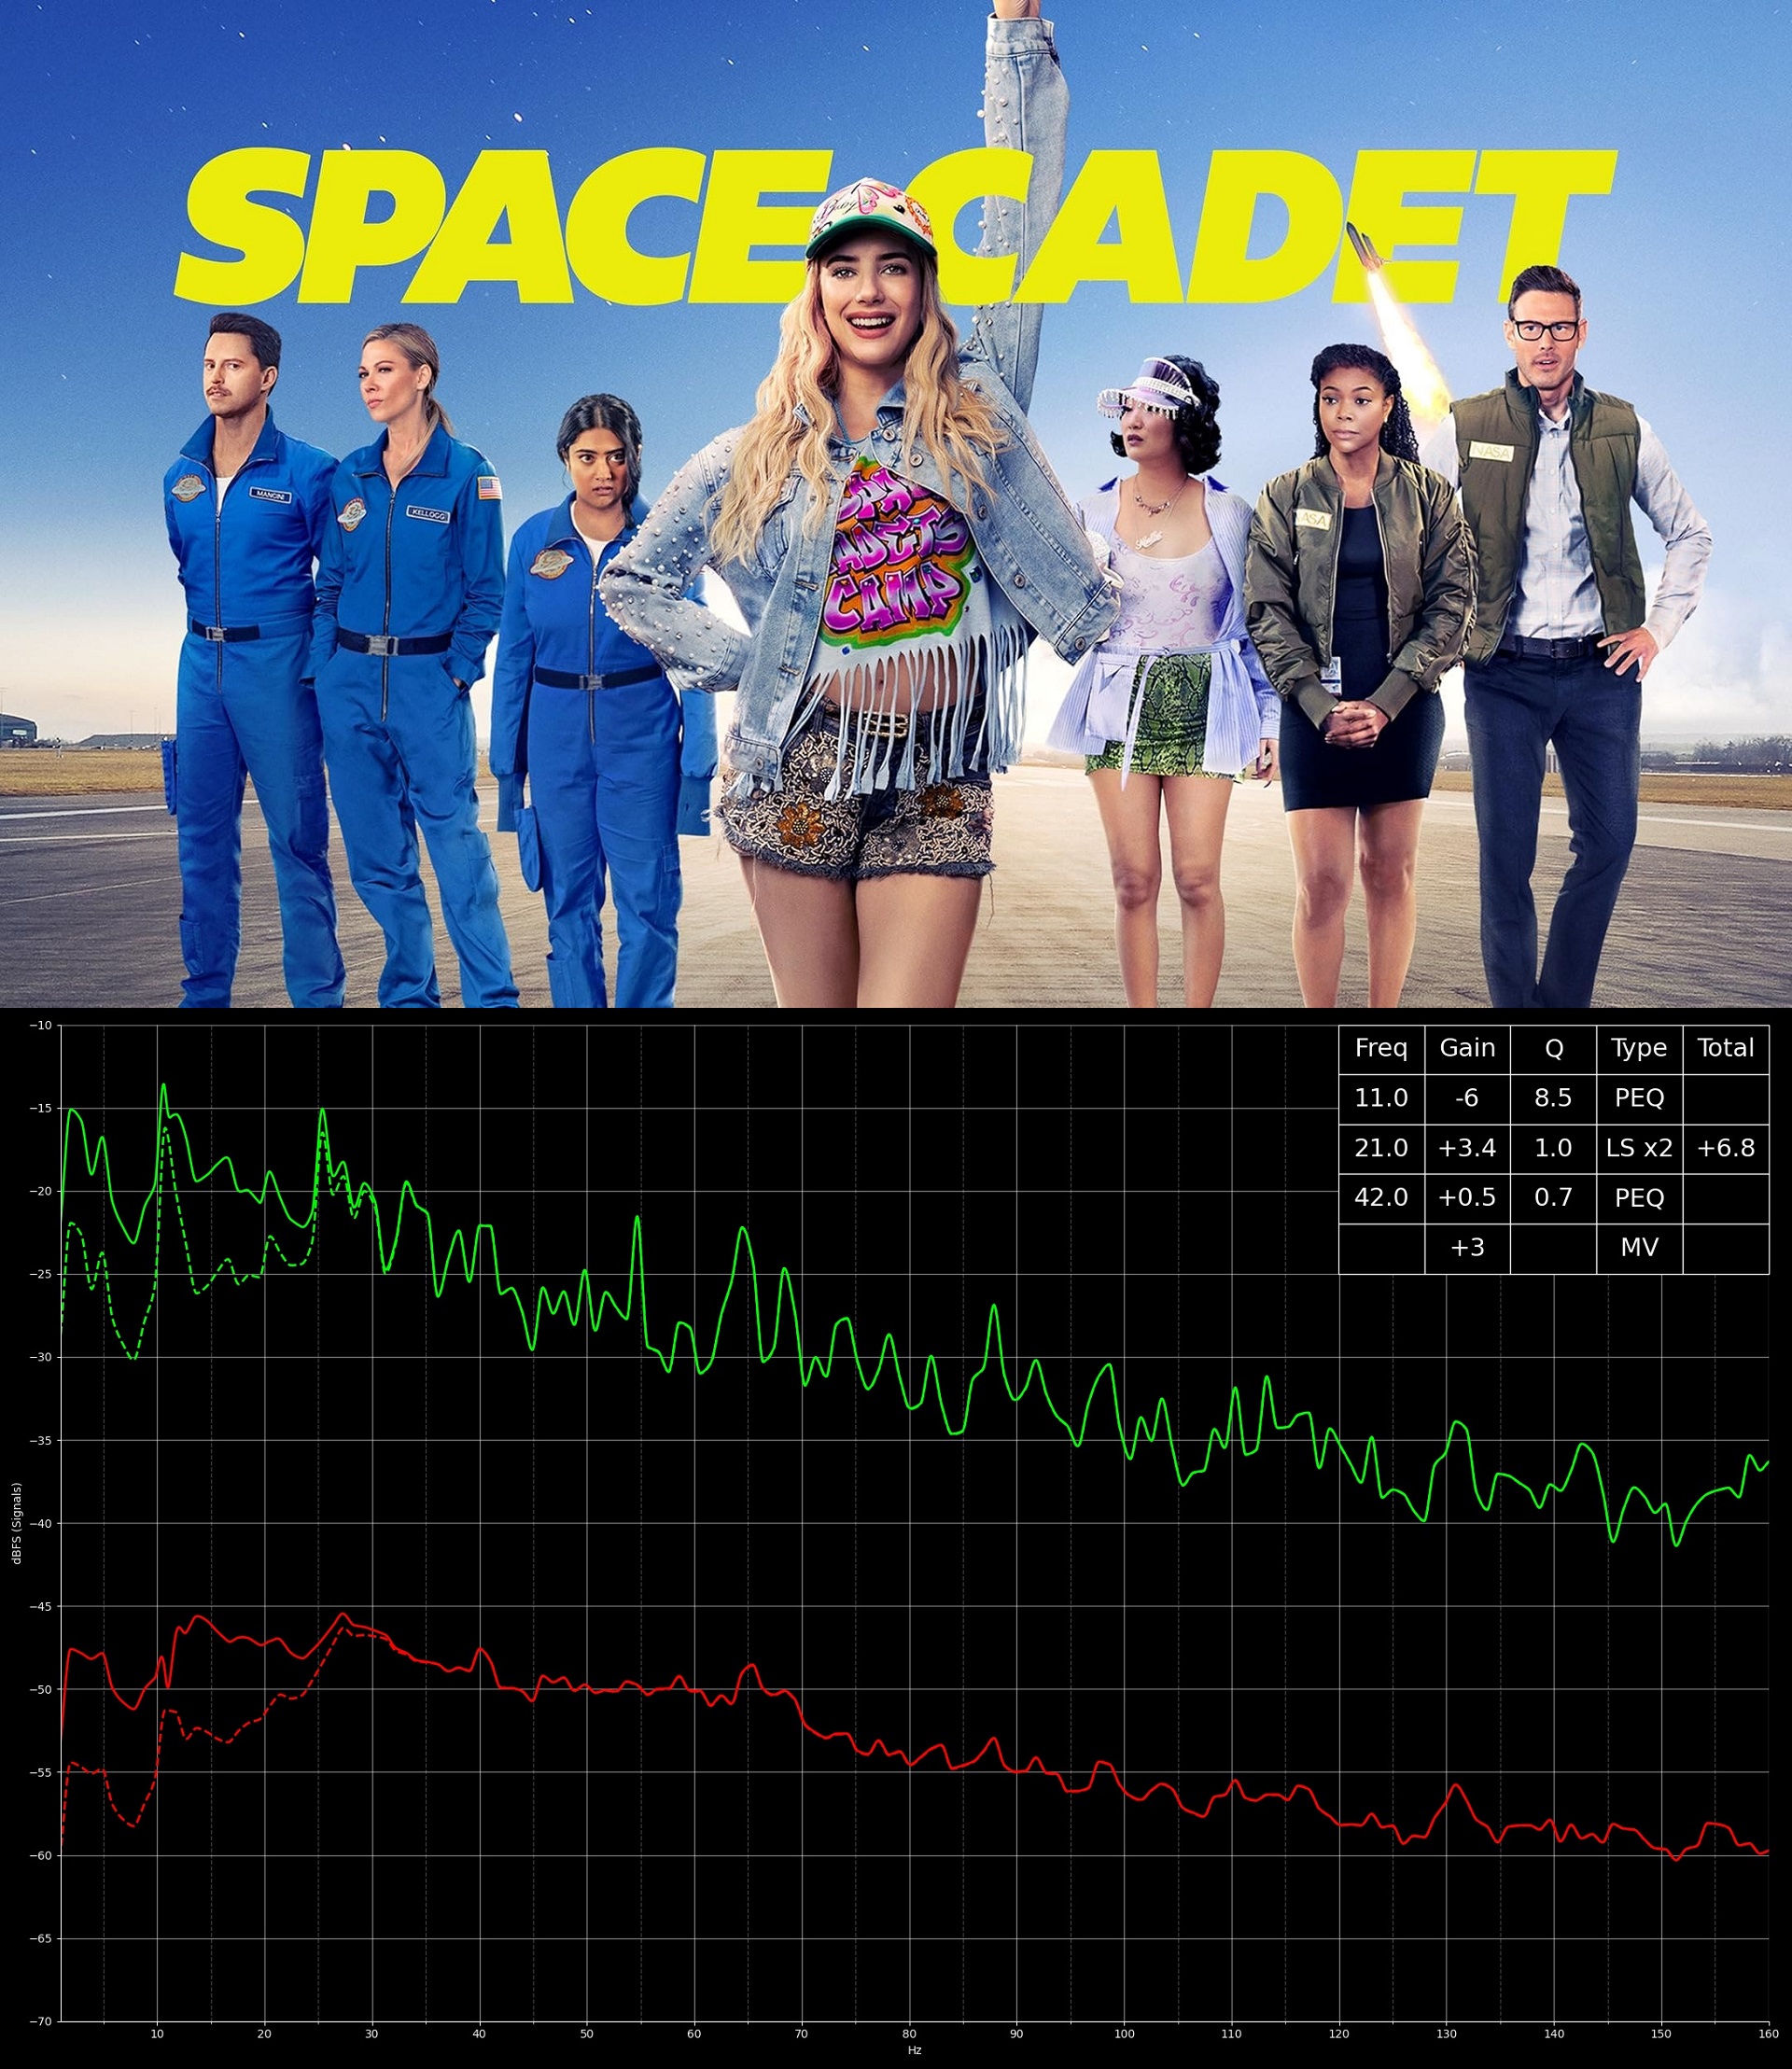 SPACE CADET
MANCINI
KELLOGG
CAMP
NASA
ASA
Freq Gain Q Type Total
11.0 -6 8.5 PEQ
21.0 +3.4 1.0 LS x2 +6.8
42.0 +0.5 0.7 PEQ
+3 MV
−10
−15
−20
−25
−30
−35
−40
−45
−50
−55
−60
−65
−70
dBFS (Signals)
10 20 30 40 50 60 70 80 90 100 110 120 130 140 150 160
Hz